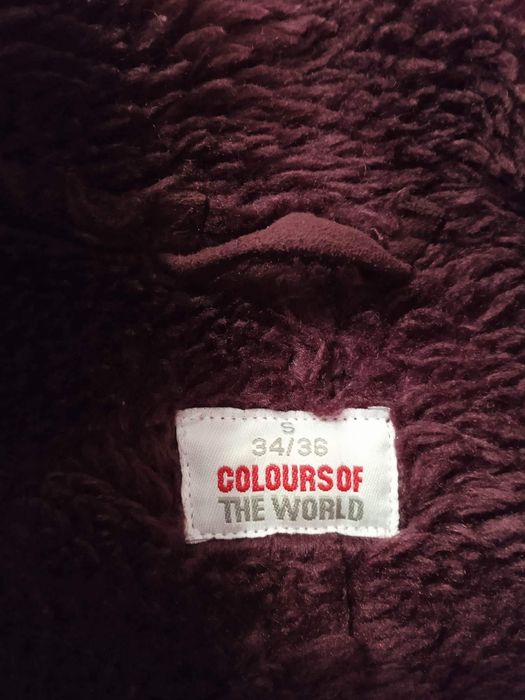 S
34/36
COLOURS OF
THE WORLD